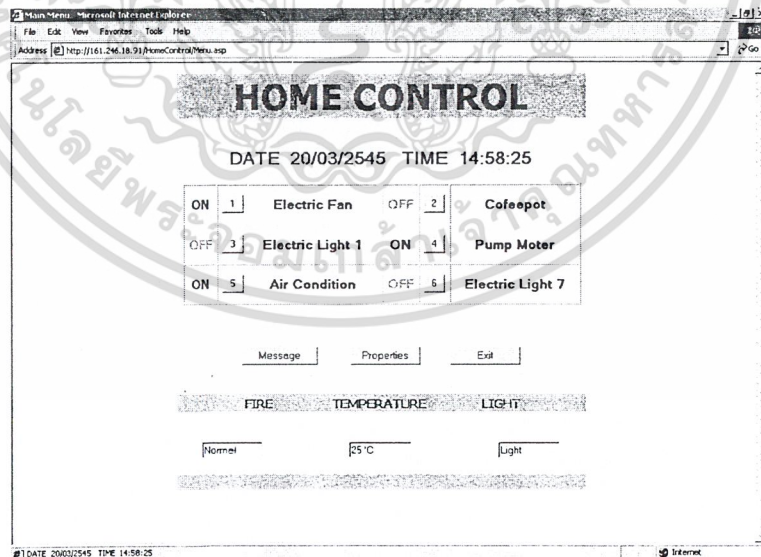 Main Menu - Microsoft Internet Explorer
File Edit View Favorites Tools Help
Address http://161.246.18.91/HomeControl/Menu.asp Go
HOME CONTROL
DATE 20/03/2545 TIME 14:58:25
ON 1 Electric Fan OFF 2 Cofeepot
OFF 3 Electric Light 1 ON 4 Pump Moter
ON 5 Air Condition OFF 6 Electric Light 7
Message Properties Exit
FIRE TEMPERATURE LIGHT
Normal 25 'C Light
DATE 20/03/2545 TIME 14:58:25 Internet